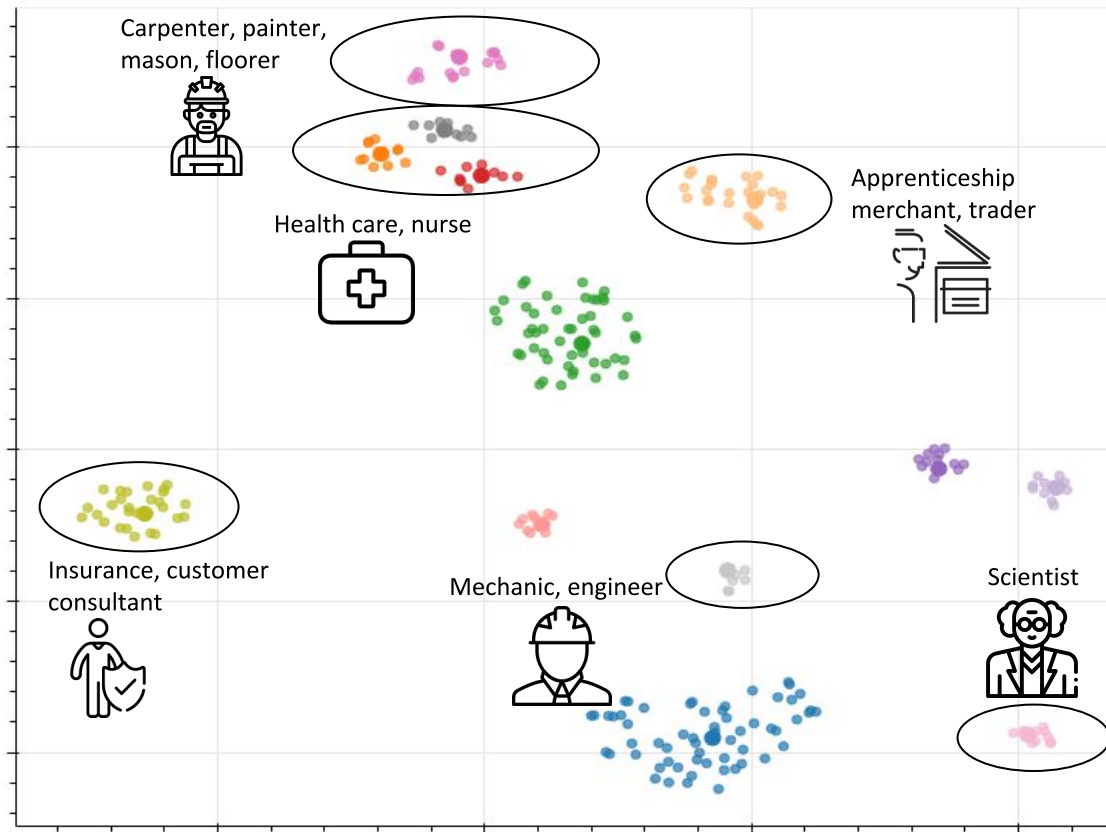 Carpenter, painter,
mason, floorer
Health care, nurse
Apprenticeship
merchant, trader
Insurance, customer
consultant
Mechanic, engineer
Scientist